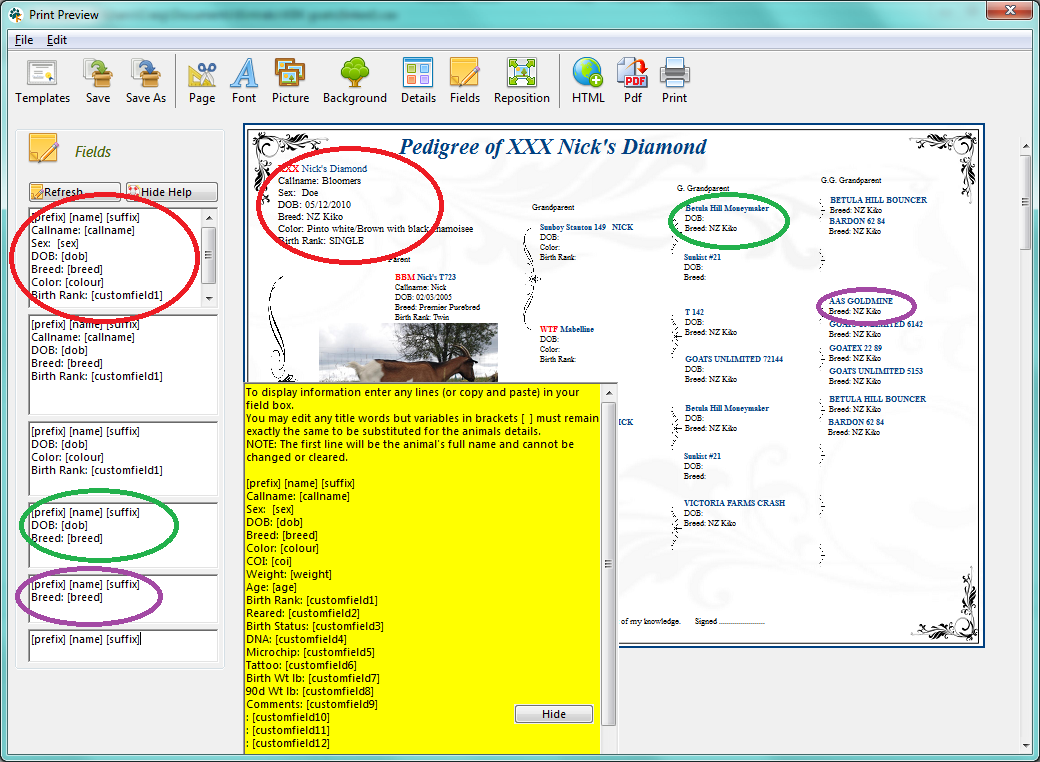 Print Preview
File Edit
Templates Save Save As Page Font Picture Background Details Fields Reposition HTML Pdf Print
Fields
Refresh Hide Help
[prefix] [name] [suffix]
Callname: [callname]
Sex: [sex]
DOB: [dob]
Breed: [breed]
Color: [colour]
Birth Rank: [customfield1]
[prefix] [name] [suffix]
Callname: [callname]
DOB: [dob]
Breed: [breed]
Birth Rank: [customfield1]
[prefix] [name] [suffix]
DOB: [dob]
Color: [colour]
Birth Rank: [customfield1]
[prefix] [name] [suffix]
DOB: [dob]
Breed: [breed]
[prefix] [name] [suffix]
Breed: [breed]
[prefix] [name] [suffix]
Pedigree of XXX Nick's Diamond
XXX Nick's Diamond
Callname: Bloomers
Sex: Doe
DOB: 05/12/2010
Breed: NZ Kiko
Color: Pinto white/Brown with black chamoisee
Birth Rank: SINGLE
Parent
BBM Nick's T723
Callname: Nick
DOB: 02/03/2005
Breed: Premier Purebred
Birth Rank: Twin
Grandparent
Sunboy Stanton 149 NICK
DOB:
Color:
Birth Rank:
WTF Mabelline
DOB:
Color:
Birth Rank:
ICK
G. Grandparent
Betula Hill Moneymaker
DOB:
Breed: NZ Kiko
Sunkist #21
DOB:
Breed:
T 142
DOB:
Breed: NZ Kiko
GOATS UNLIMITED 72144
DOB:
Breed: NZ Kiko
Betula Hill Moneymaker
DOB:
Breed: NZ Kiko
Sunkist #21
DOB:
Breed:
VICTORIA FARMS CRASH
DOB:
Breed: NZ Kiko
G.G. Grandparent
BETULA HILL BOUNCER
Breed: NZ Kiko
BARDON 62 84
Breed: NZ Kiko
AAS GOLDMINE
Breed: NZ Kiko
GOATS UNLIMITED 6142
Breed: NZ Kiko
GOATEX 22 89
Breed: NZ Kiko
GOATS UNLIMITED 5153
Breed: NZ Kiko
BETULA HILL BOUNCER
Breed: NZ Kiko
BARDON 62 84
Breed: NZ Kiko
of my knowledge. Signed
To display information enter any lines (or copy and paste) in your
field box.
You may edit any title words but variables in brackets [ ] must remain
exactly the same to be substituted for the animals details.
NOTE: The first line will be the animal's full name and cannot be
changed or cleared.
[prefix] [name] [suffix]
Callname: [callname]
Sex: [sex]
DOB: [dob]
Breed: [breed]
Color: [colour]
COI: [coi]
Weight: [weight]
Age: [age]
Birth Rank: [customfield1]
Reared: [customfield2]
Birth Status: [customfield3]
DNA: [customfield4]
Microchip: [customfield5]
Tattoo: [customfield6]
Birth Wt lb: [customfield7]
90d Wt lb: [customfield8]
Comments: [customfield9]
: [customfield10]
: [customfield11]
: [customfield12]
Hide